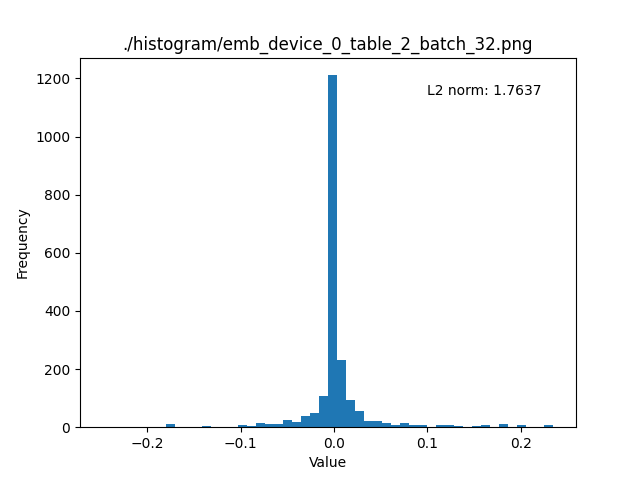 ./histogram/emb_device_0_table_2_batch_32.png
L2 norm: 1.7637
1200
1000
800
600
400
200
0
Frequency
−0.2 −0.1 0.0 0.1 0.2
Value